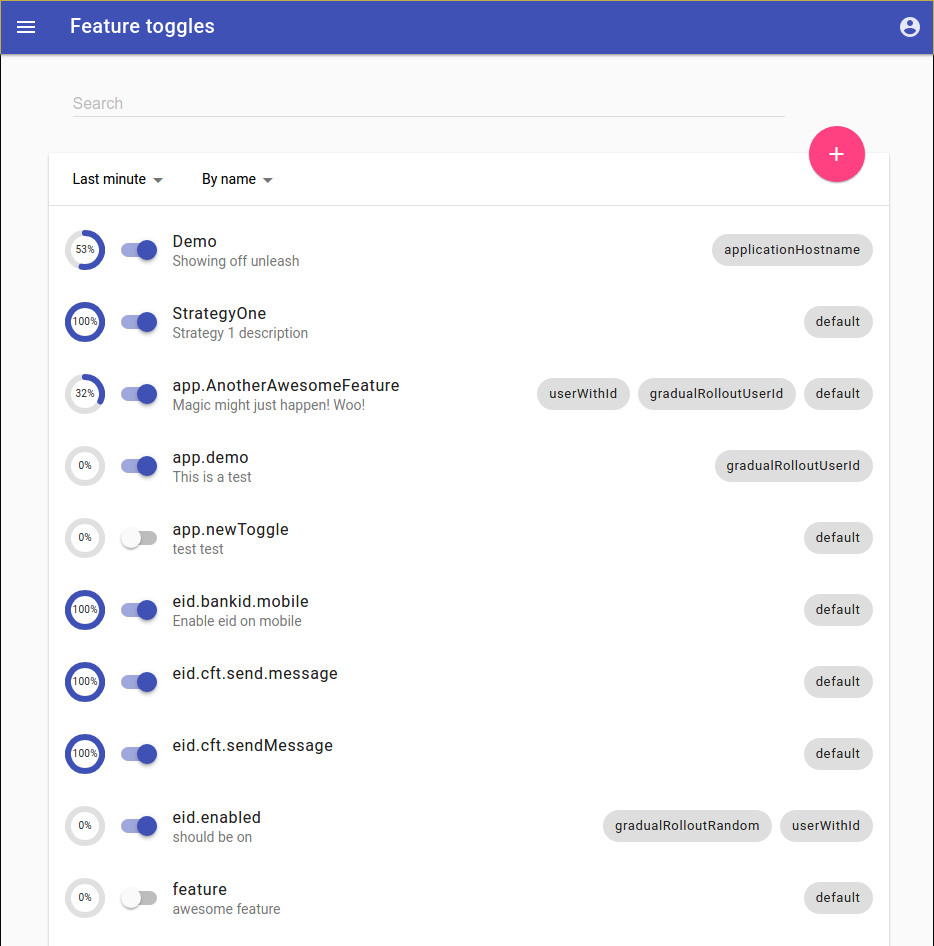 Feature toggles
Search
Last minute By name
53% Demo applicationHostname
Showing off unleash
100% StrategyOne default
Strategy 1 description
32% app.AnotherAwesomeFeature userWithId gradualRolloutUserId default
Magic might just happen! Woo!
0% app.demo gradualRolloutUserId
This is a test
0% app.newToggle default
test test
100% eid.bankid.mobile default
Enable eid on mobile
100% eid.cft.send.message default
100% eid.cft.sendMessage default
0% eid.enabled gradualRolloutRandom userWithId
should be on
0% feature default
awesome feature